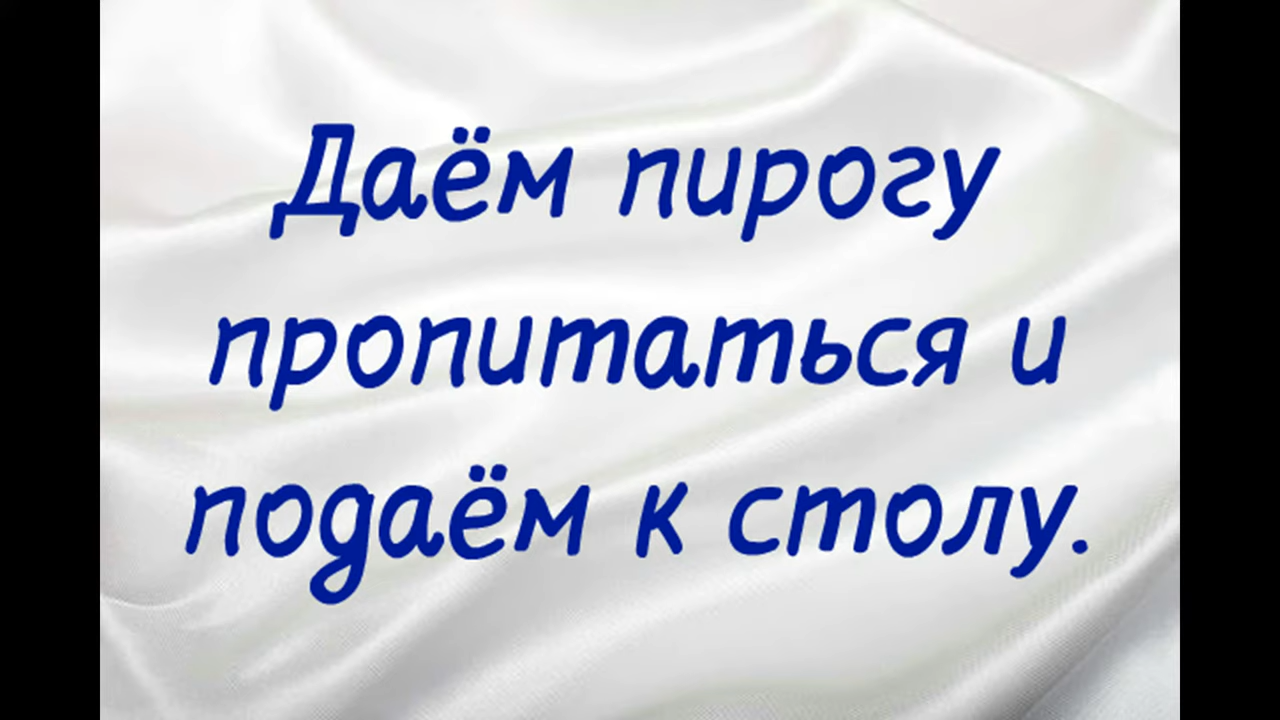 Даём пирогу
пропитаться и
подаём к столу.